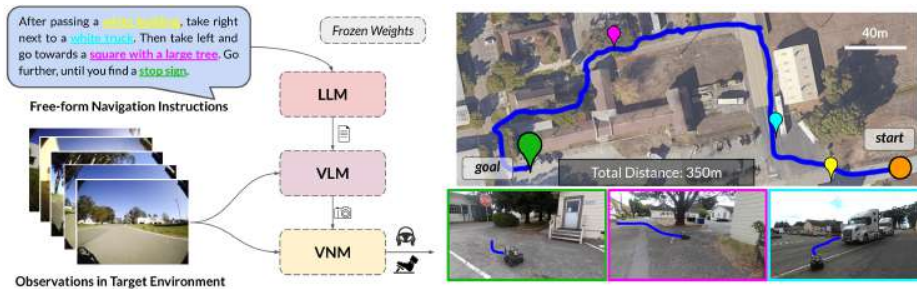 After passing a white building, take right
next to a white truck. Then take left and
go towards a square with a large tree. Go
further, until you find a stop sign.
Free-form Navigation Instructions
Frozen Weights
LLM
VLM
VNM
Observations in Target Environment
40m
start
goal
Total Distance: 350m